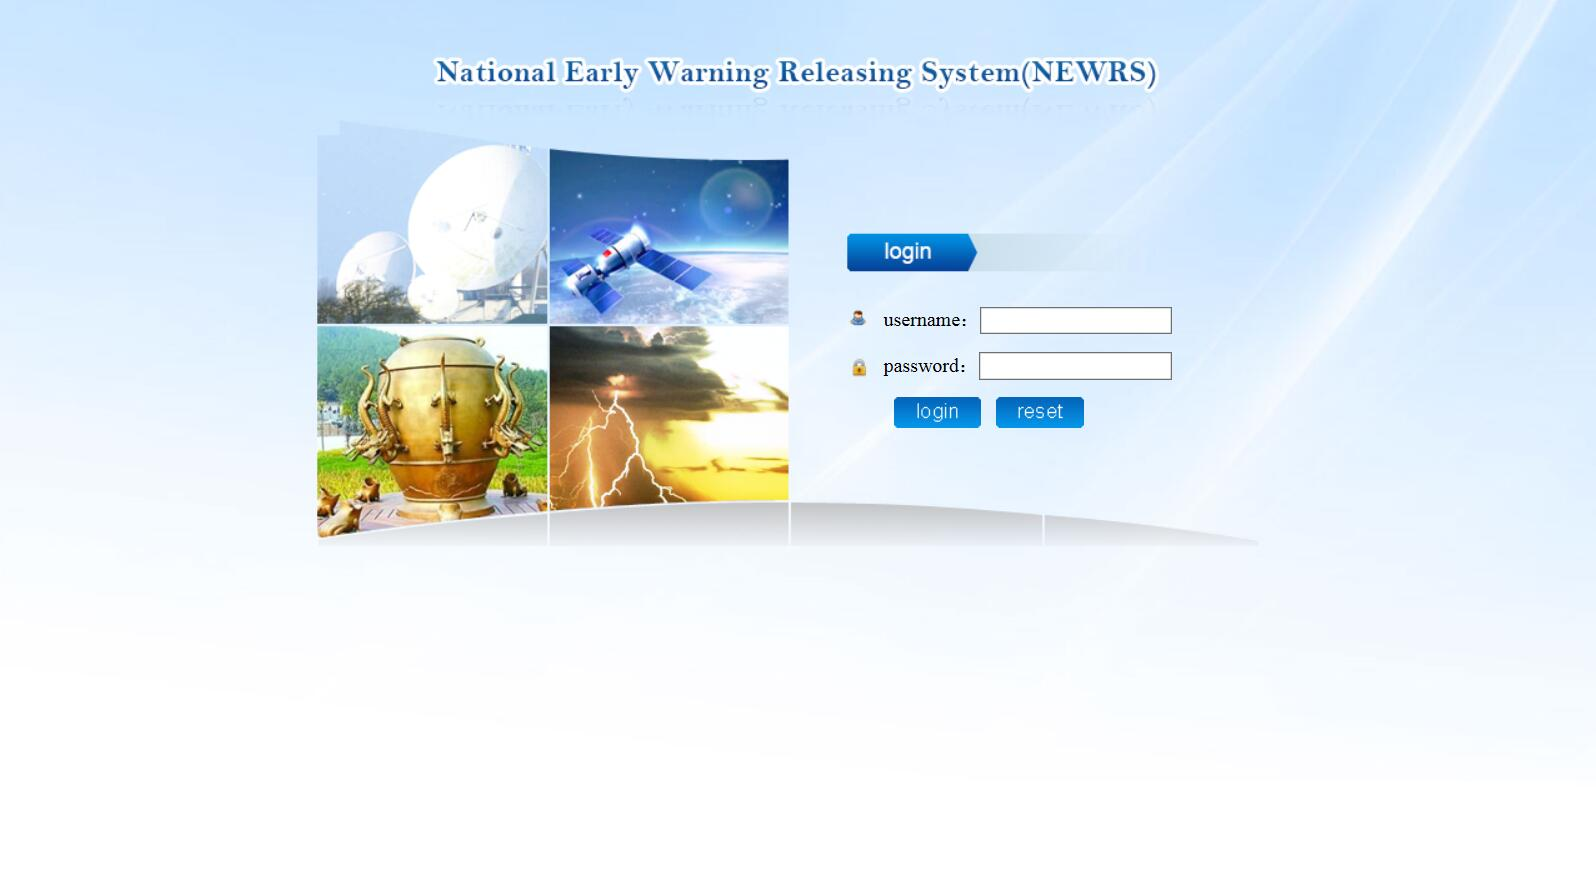 National Early Warning Releasing System(NEWRS)
login
username：
password：
login reset